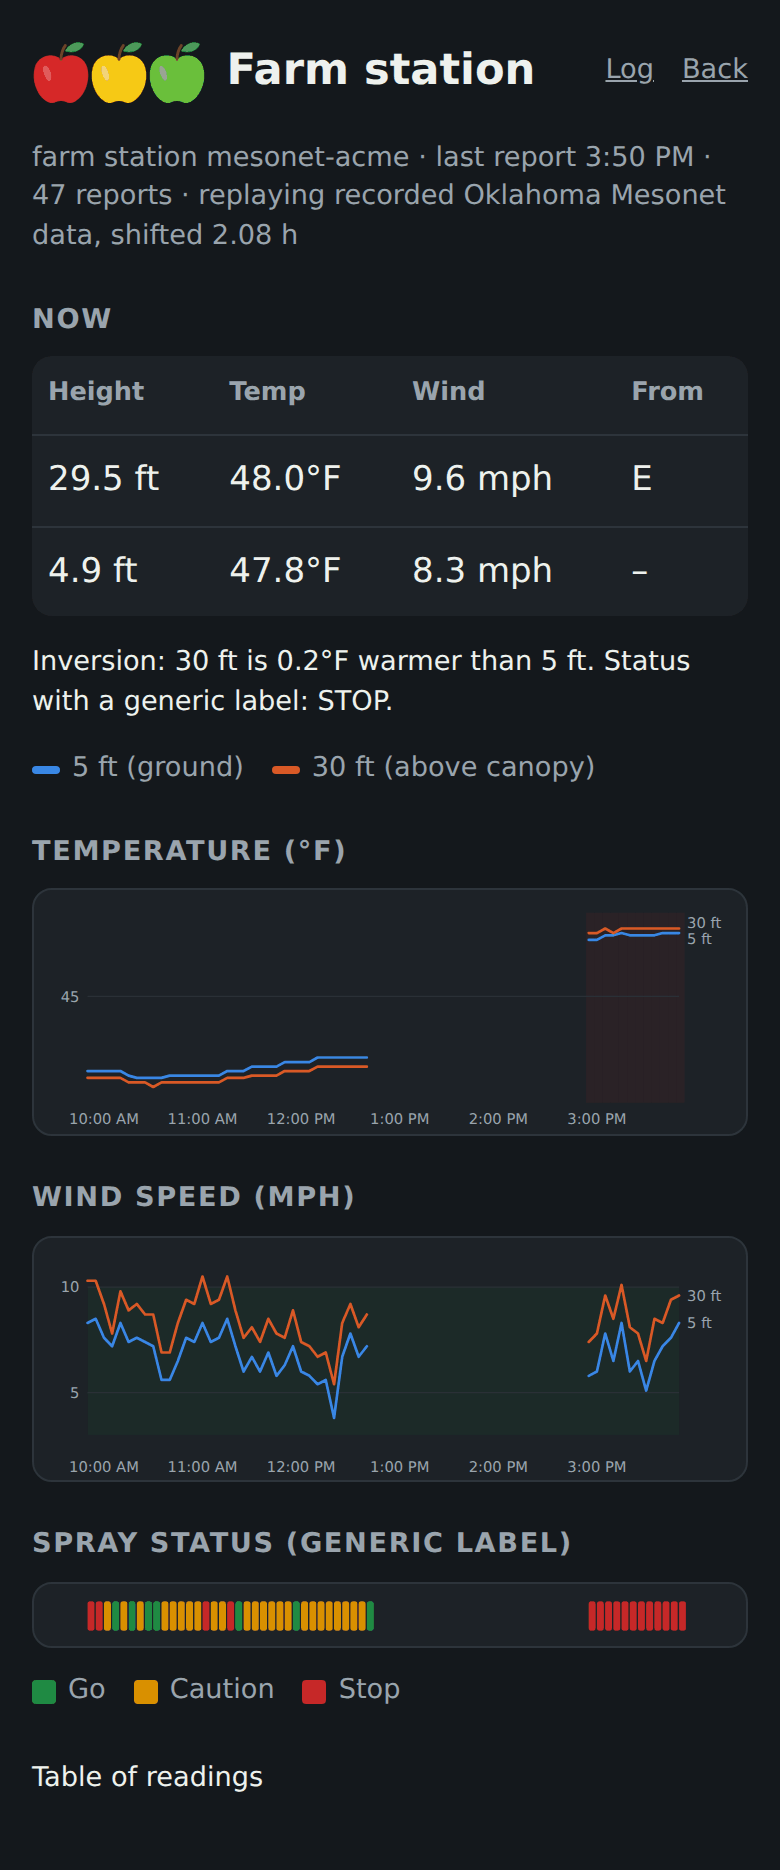 Farm station
Log Back
farm station mesonet-acme · last report 3:50 PM ·
47 reports · replaying recorded Oklahoma Mesonet
data, shifted 2.08 h
NOW
Height Temp Wind From
29.5 ft 48.0°F 9.6 mph E
4.9 ft 47.8°F 8.3 mph –
Inversion: 30 ft is 0.2°F warmer than 5 ft. Status
with a generic label: STOP.
5 ft (ground) 30 ft (above canopy)
TEMPERATURE (°F)
30 ft
5 ft
45
10:00 AM 11:00 AM 12:00 PM 1:00 PM 2:00 PM 3:00 PM
WIND SPEED (MPH)
10
30 ft
5 ft
5
10:00 AM 11:00 AM 12:00 PM 1:00 PM 2:00 PM 3:00 PM
SPRAY STATUS (GENERIC LABEL)
Go Caution Stop
Table of readings